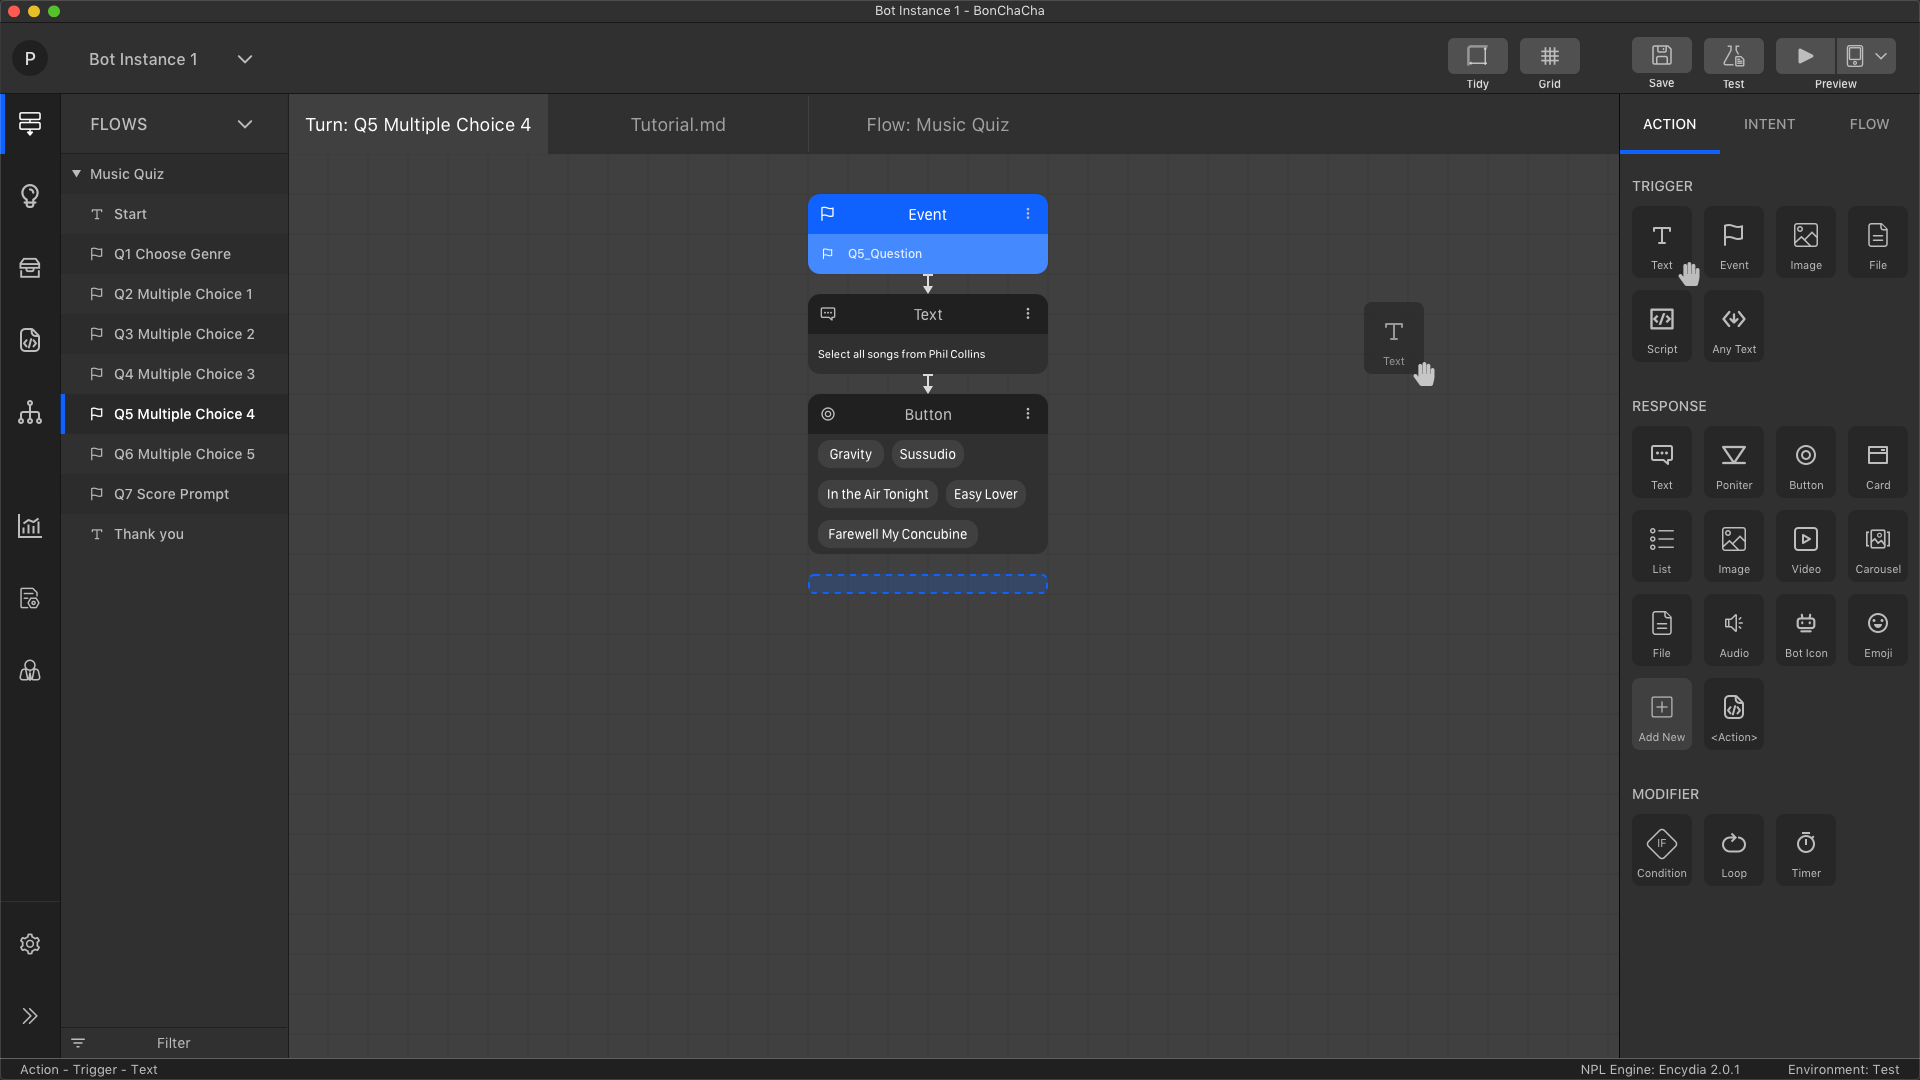 Bot Instance 1 - BonChaCha
P
Bot Instance 1
Tidy
Grid
Save
Test
Preview
FLOWS
Music Quiz
Start
Q1 Choose Genre
Q2 Multiple Choice 1
Q3 Multiple Choice 2
Q4 Multiple Choice 3
Q5 Multiple Choice 4
Q6 Multiple Choice 5
Q7 Score Prompt
Thank you
Filter
Turn: Q5 Multiple Choice 4
Tutorial.md
Flow: Music Quiz
Event
Q5_Question
Text
Select all songs from Phil Collins
Button
Gravity
Sussudio
In the Air Tonight
Easy Lover
Farewell My Concubine
Text
ACTION
INTENT
FLOW
TRIGGER
Text
Event
Image
File
Script
Any Text
RESPONSE
Text
Poniter
Button
Card
List
Image
Video
Carousel
File
Audio
Bot Icon
Emoji
Add New
<Action>
MODIFIER
IF
Condition
Loop
Timer
Action - Trigger - Text
NPL Engine: Encydia 2.0.1
Environment: Test